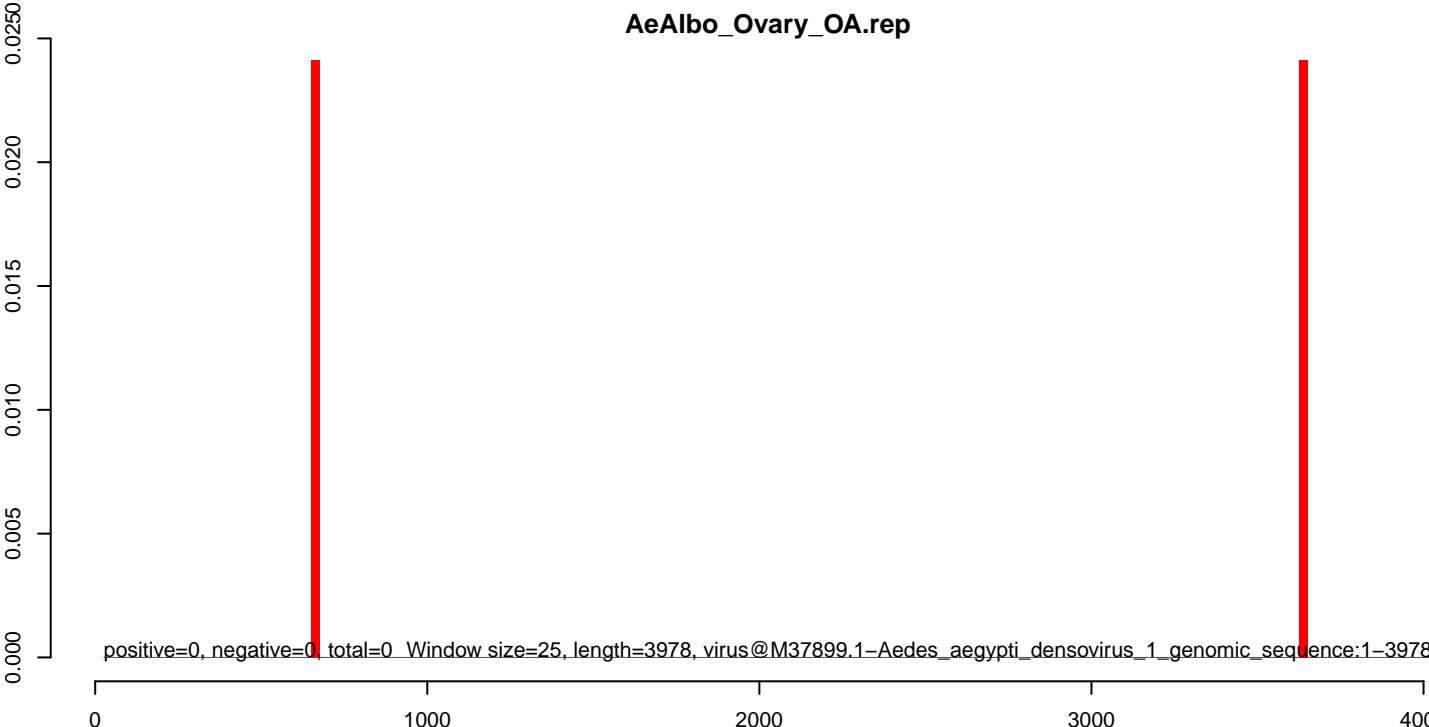 AeAlbo_Ovary_OA.rep
0.025
0.020
0.015
0.010
0.005
0.000
positive=0, negative=0, total=0 Window size=25, length=3978, virus@M37899.1−Aedes_aegypti_densovirus_1_genomic_sequence:1−3978
0 1000 2000 3000 400